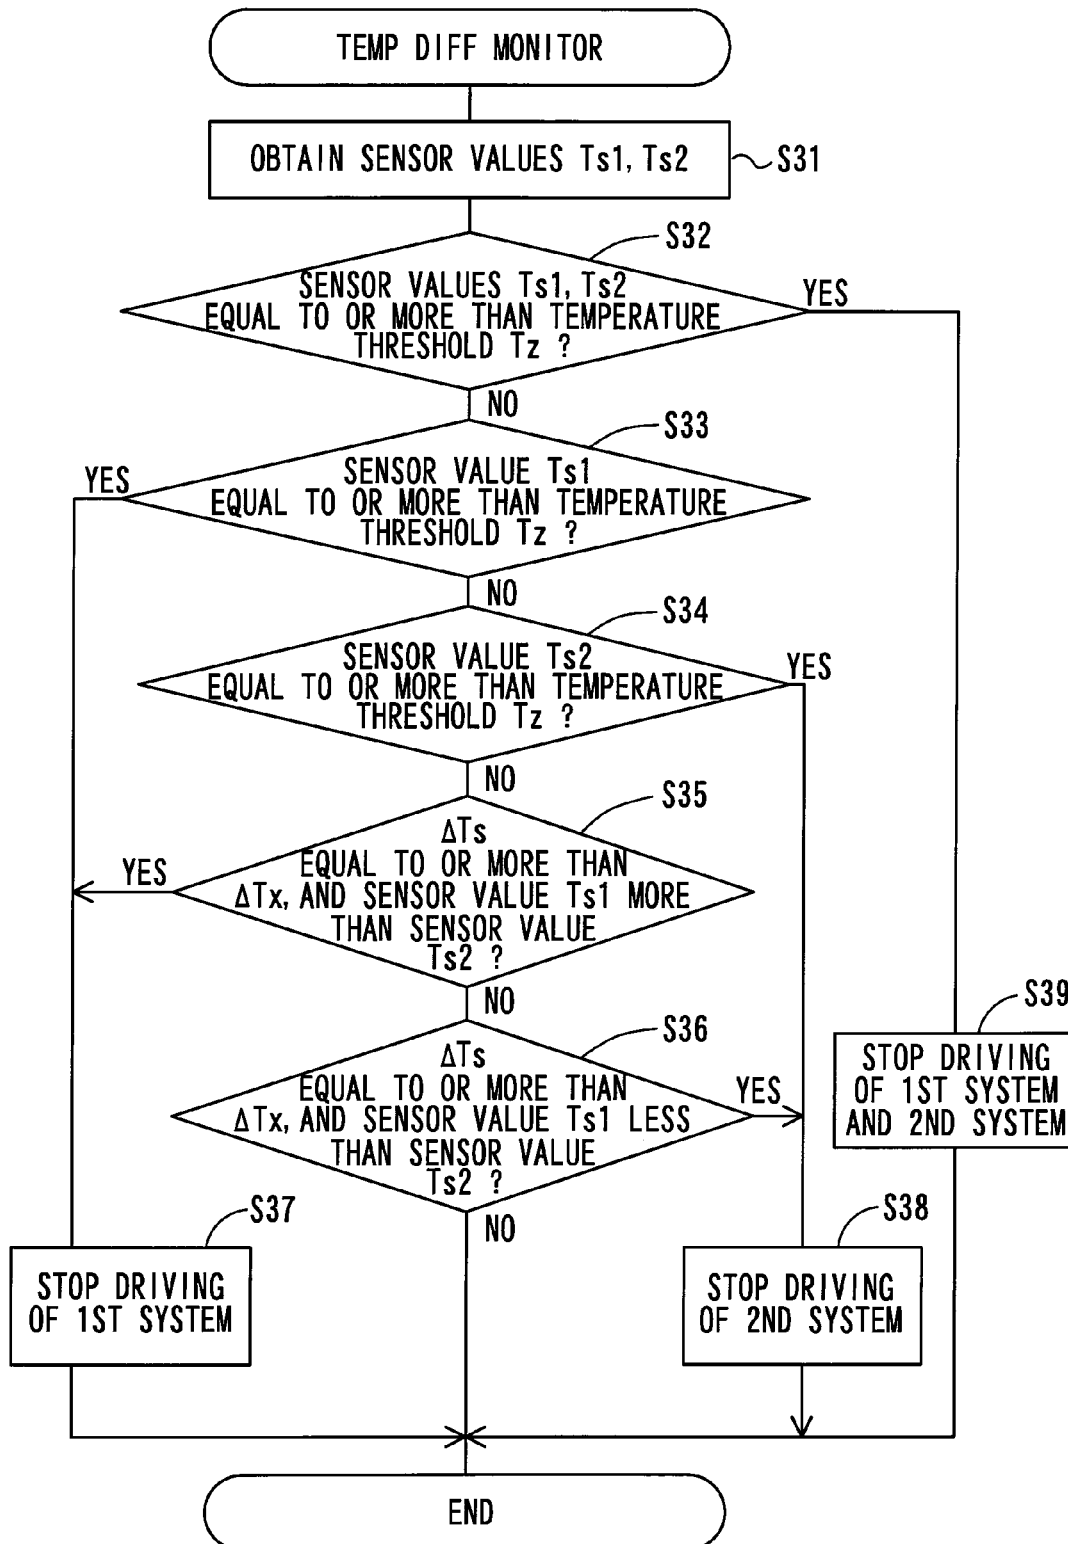 TEMP DIFF MONITOR
OBTAIN SENSOR VALUES Ts1, Ts2
S31
S32
SENSOR VALUES Ts1, Ts2
EQUAL TO OR MORE THAN TEMPERATURE
THRESHOLD Tz ?
YES
NO
S33
SENSOR VALUE Ts1
EQUAL TO OR MORE THAN TEMPERATURE
THRESHOLD Tz ?
YES
NO
S34
SENSOR VALUE Ts2
EQUAL TO OR MORE THAN TEMPERATURE
THRESHOLD Tz ?
YES
NO
S35
ΔTs
EQUAL TO OR MORE THAN
ΔTx, AND SENSOR VALUE Ts1 MORE
THAN SENSOR VALUE
Ts2 ?
YES
NO
S36
ΔTs
EQUAL TO OR MORE THAN
ΔTx, AND SENSOR VALUE Ts1 LESS
THAN SENSOR VALUE
Ts2 ?
YES
NO
S39
STOP DRIVING
OF 1ST SYSTEM
AND 2ND SYSTEM
S37
STOP DRIVING
OF 1ST SYSTEM
S38
STOP DRIVING
OF 2ND SYSTEM
END